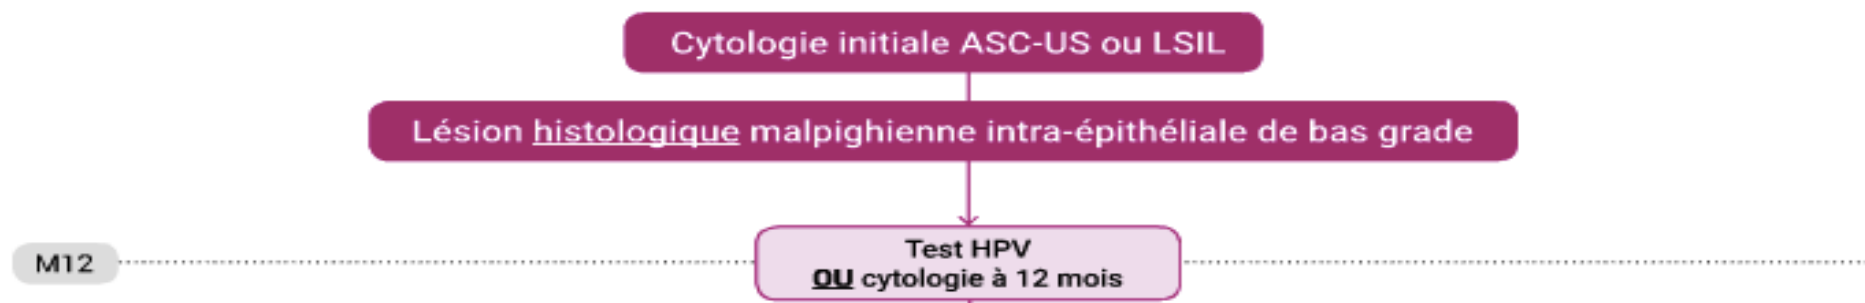 Cytologie initiale ASC-US ou LSIL
Lésion histologique malpighienne intra-épithéliale de bas grade
M12
Test HPV
OU cytologie à 12 mois